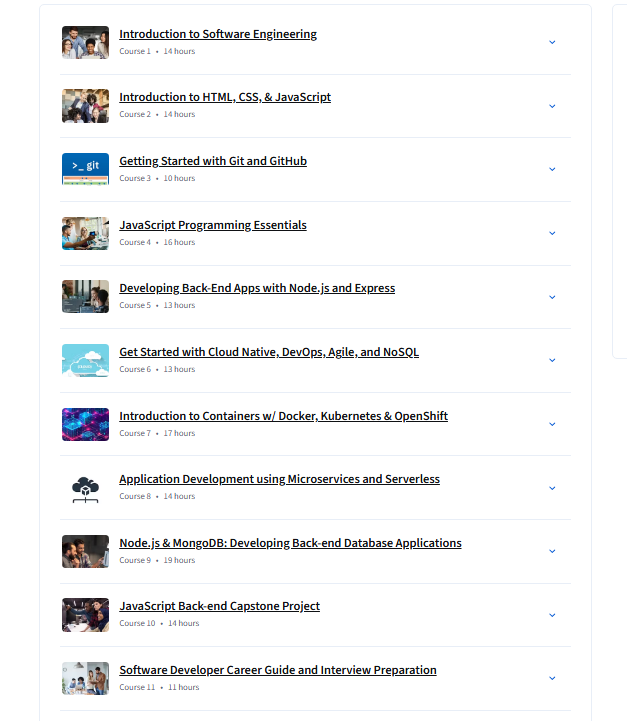 Introduction to Software Engineering
Course 1 • 14 hours
Introduction to HTML, CSS, & JavaScript
Course 2 • 14 hours
>_ git
Getting Started with Git and GitHub
Course 3 • 10 hours
JavaScript Programming Essentials
Course 4 • 16 hours
Developing Back-End Apps with Node.js and Express
Course 5 • 13 hours
Get Started with Cloud Native, DevOps, Agile, and NoSQL
Course 6 • 13 hours
Introduction to Containers w/ Docker, Kubernetes & OpenShift
Course 7 • 17 hours
Application Development using Microservices and Serverless
Course 8 • 14 hours
Node.js & MongoDB: Developing Back-end Database Applications
Course 9 • 19 hours
JavaScript Back-end Capstone Project
Course 10 • 14 hours
Software Developer Career Guide and Interview Preparation
Course 11 • 11 hours